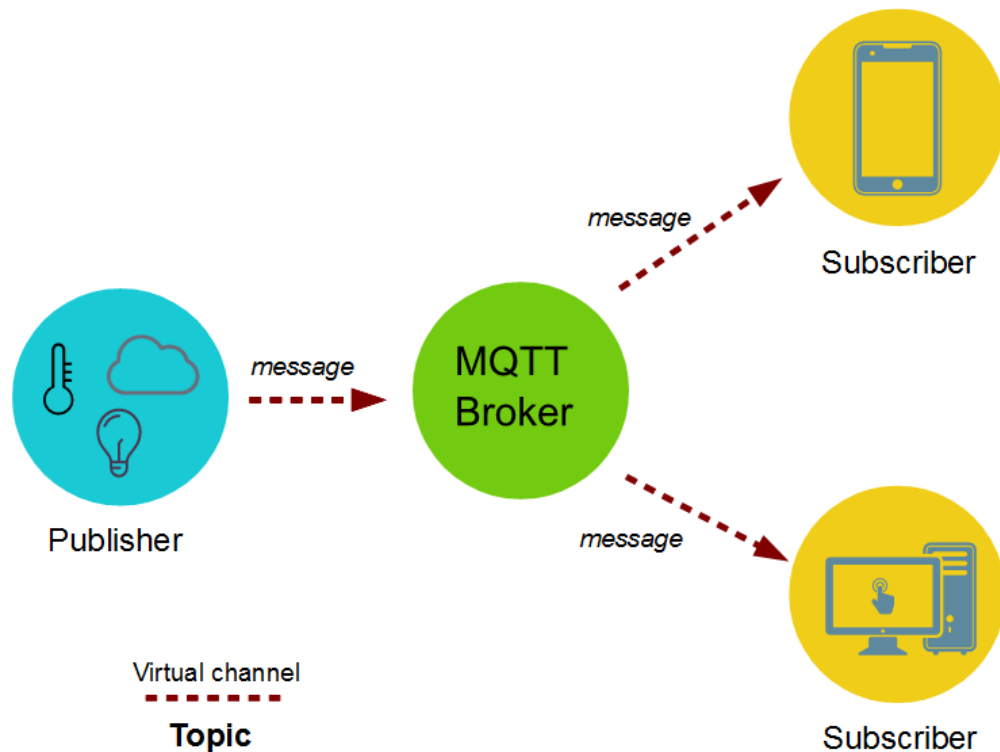 message
Subscriber
message
MQTT
Broker
Publisher
message
Subscriber
Virtual channel
Topic